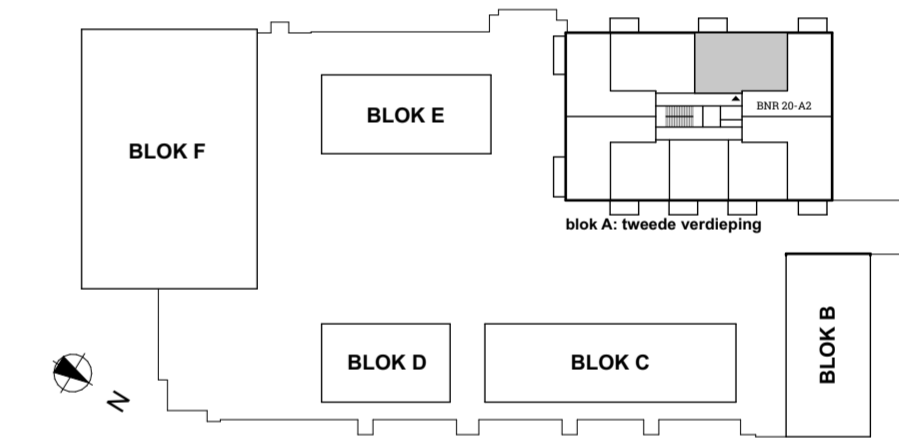 BLOK F
BLOK E
BNR 20-A2
blok A: tweede verdieping
BLOK D
BLOK C
BLOK B
N